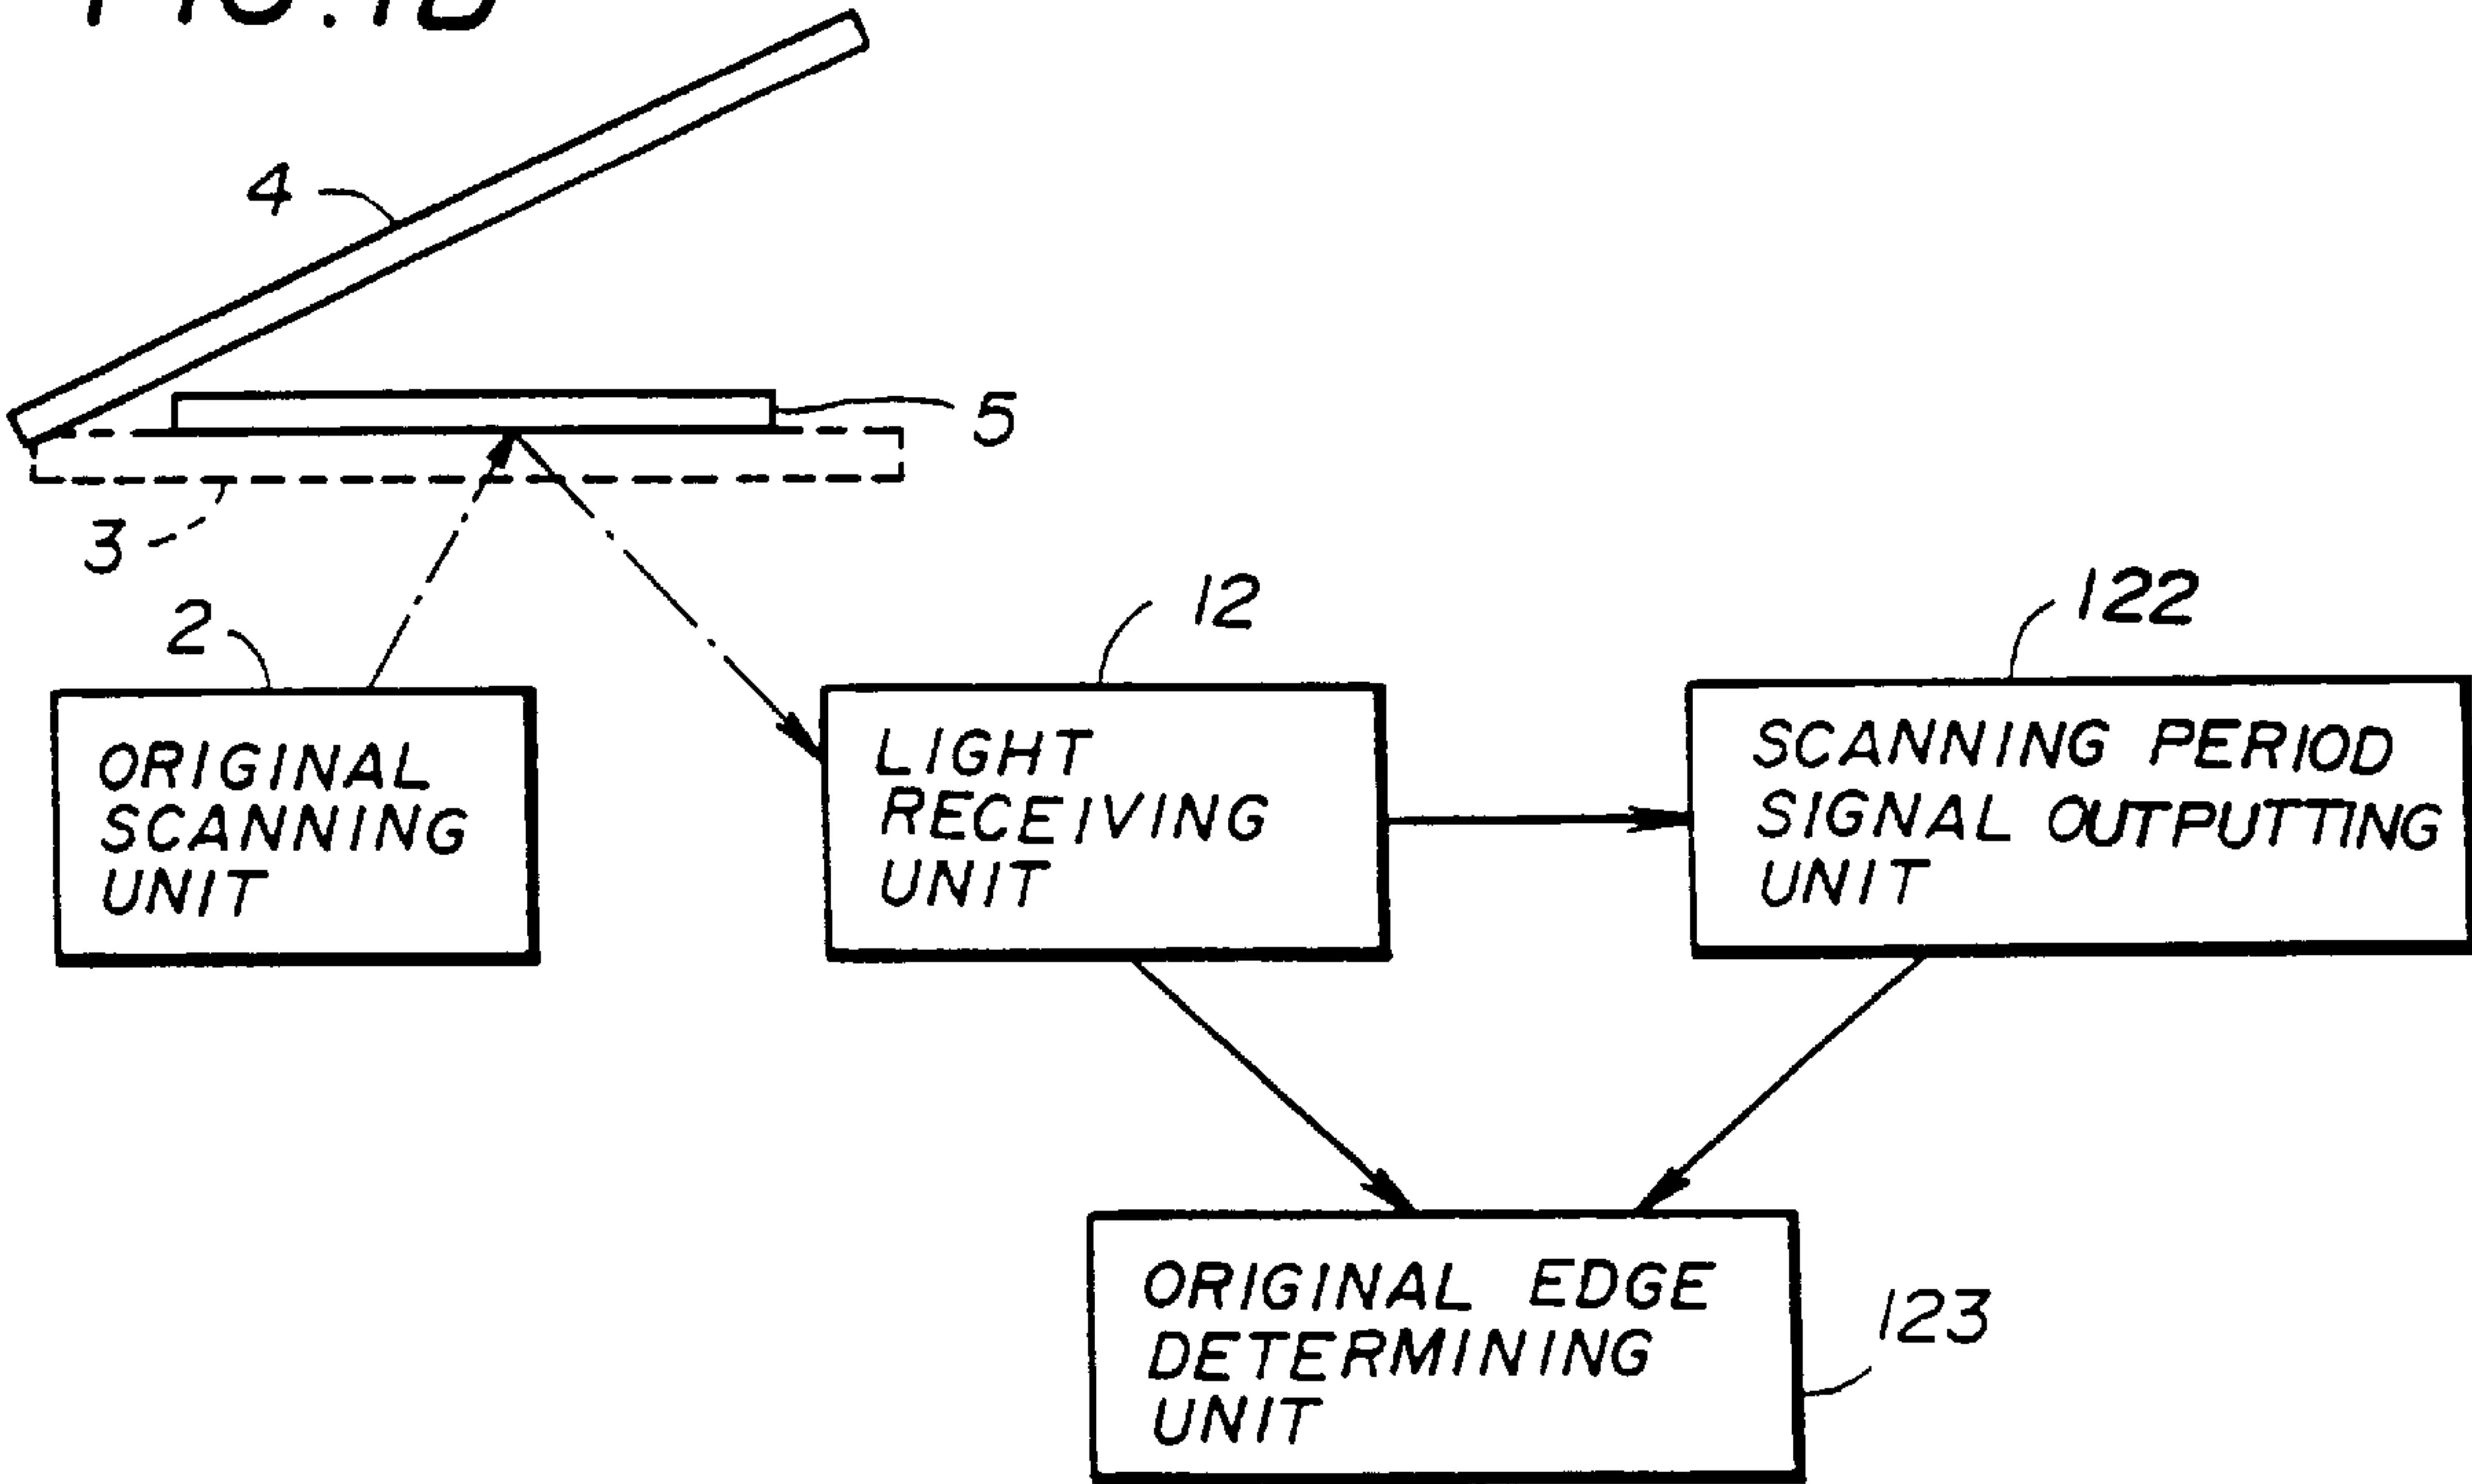 4
5
3
2
12
122
ORIGINAL
SCANNING
UNIT
LIGHT
RECEIVING
UNIT
SCANNING PERIOD
SIGNAL OUTPUTTING
UNIT
ORIGINAL EDGE
DETERMINING
UNIT
123